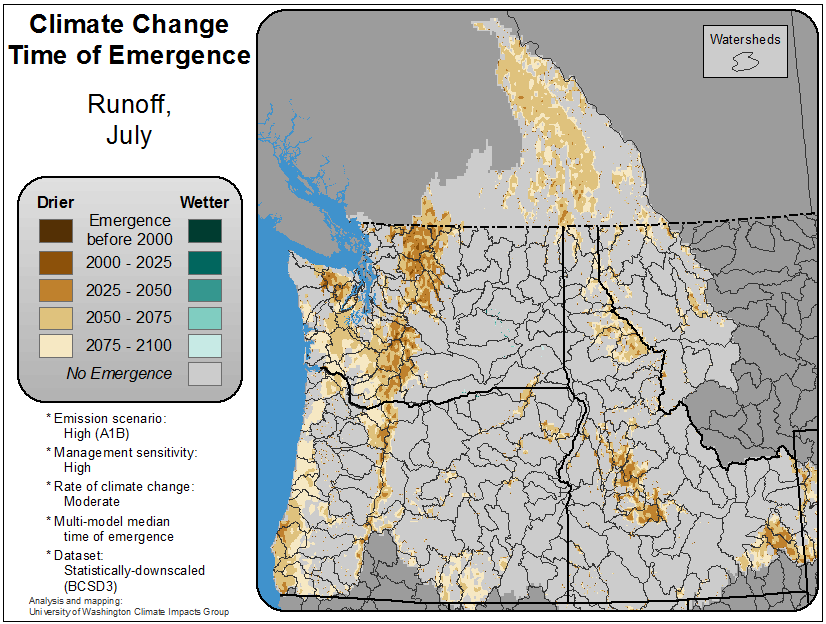 Climate Change
Time of Emergence
Runoff,
July
Drier
Wetter
Emergence
before 2000
2000 - 2025
2025 - 2050
2050 - 2075
2075 - 2100
No Emergence
* Emission scenario:
High (A1B)
* Management sensitivity:
High
* Rate of climate change:
Moderate
* Multi-model median
time of emergence
* Dataset:
Statistically-downscaled
(BCSD3)
Analysis and mapping:
University of Washington Climate Impacts Group
Watersheds